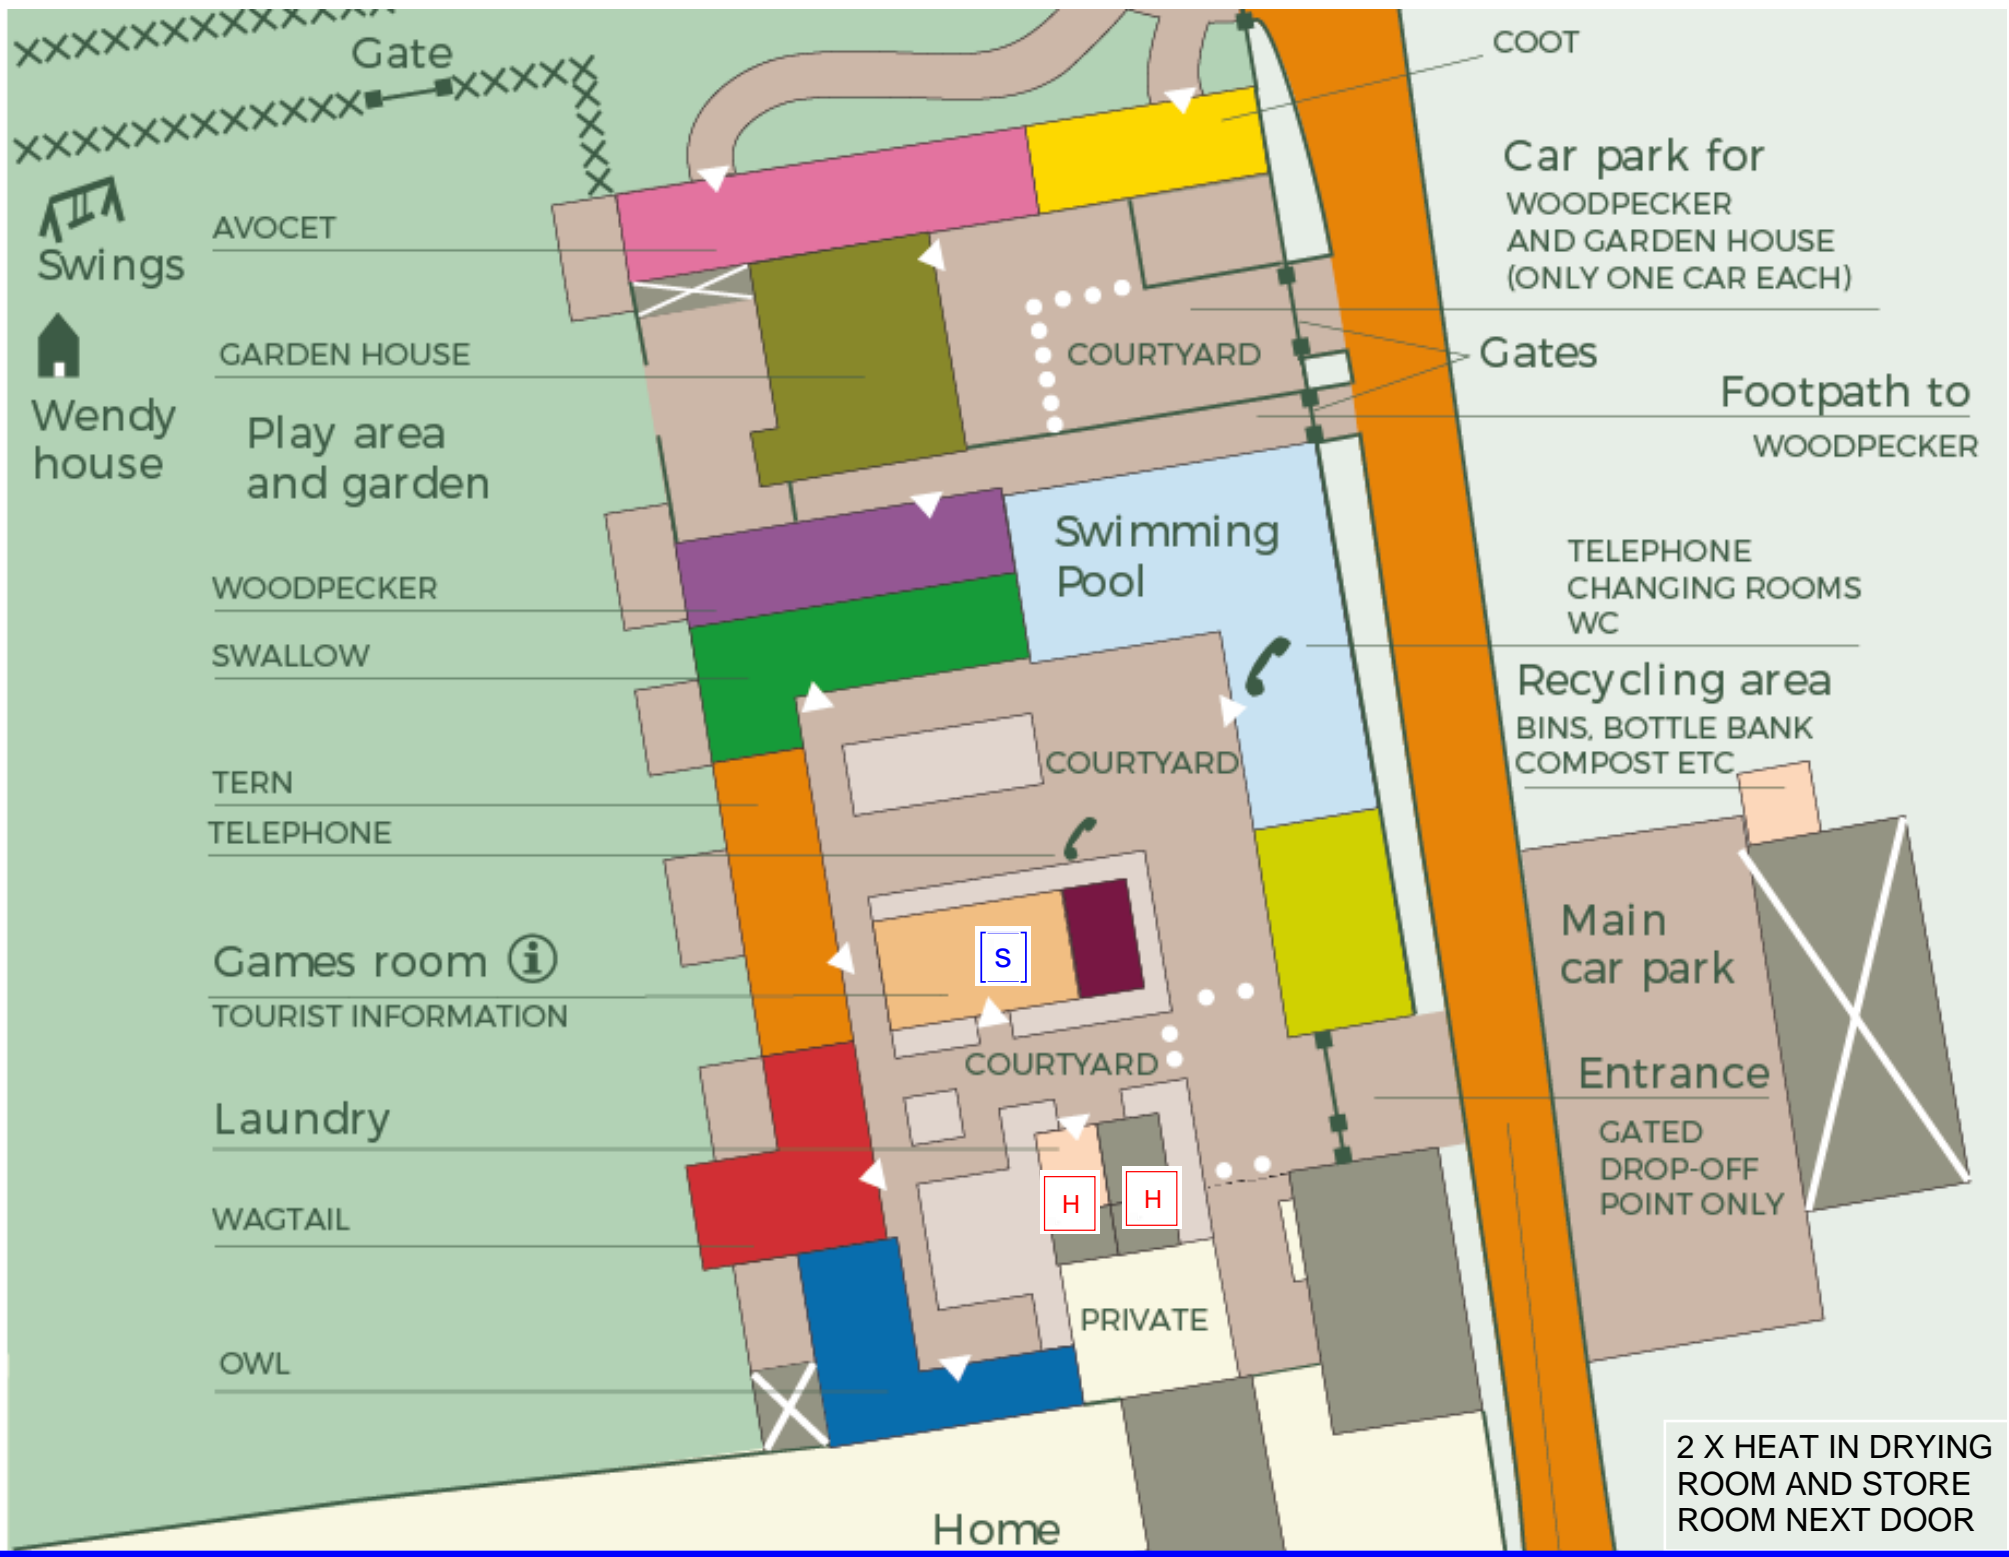 Gate
COOT
Car park for
WOODPECKER
AND GARDEN HOUSE
(ONLY ONE CAR EACH)
Swings
AVOCET
GARDEN HOUSE
COURTYARD
Gates
Wendy
house
Play area
and garden
Footpath to
WOODPECKER
Swimming
Pool
TELEPHONE
CHANGING ROOMS
WC
WOODPECKER
SWALLOW
Recycling area
BINS, BOTTLE BANK
COMPOST ETC
COURTYARD
TERN
TELEPHONE
Games room i
TOURIST INFORMATION
S
Main
car park
COURTYARD
Entrance
GATED
DROP-OFF
POINT ONLY
Laundry
H
H
WAGTAIL
PRIVATE
OWL
Home
2 X HEAT IN DRYING
ROOM AND STORE
ROOM NEXT DOOR